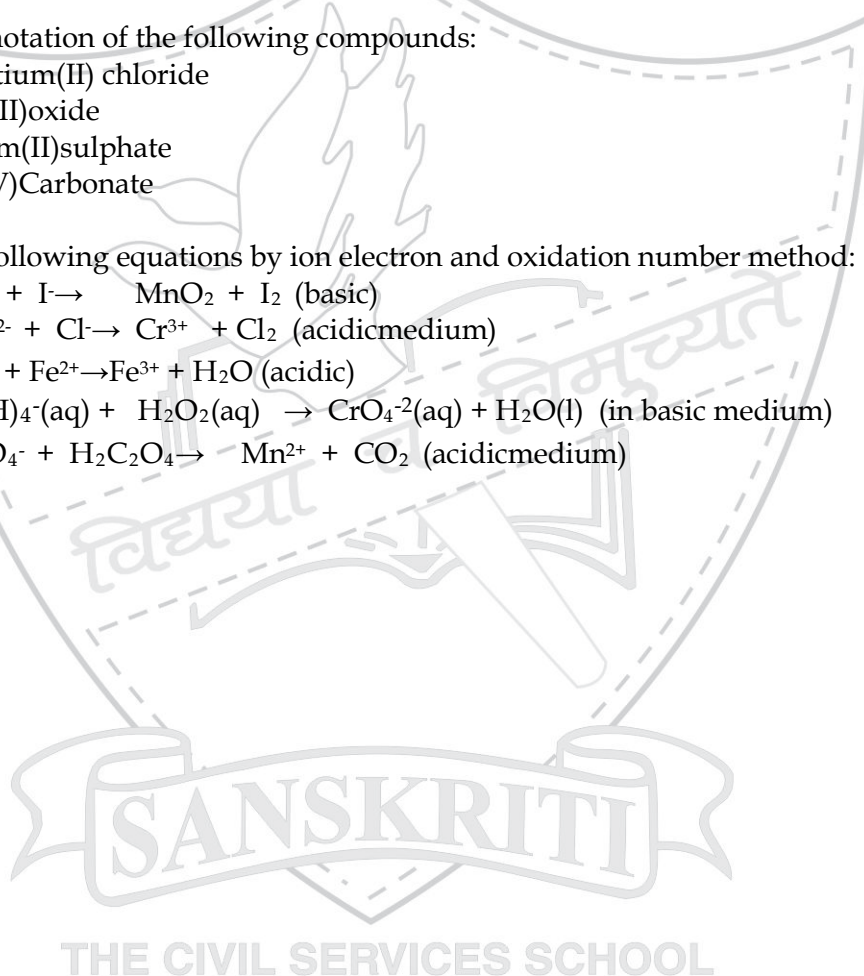 notation of the following compounds:
tium(II) chloride
II)oxide
m(II)sulphate
V)Carbonate
ollowing equations by ion electron and oxidation number method:
+ I⁻→ MnO₂ + I₂ (basic)
²⁻ + Cl⁻→ Cr³⁺ + Cl₂ (acidicmedium)
+ Fe²⁺→Fe³⁺ + H₂O (acidic)
H)₄⁻(aq) + H₂O₂(aq) → CrO₄⁻²(aq) + H₂O(l) (in basic medium)
O₄⁻ + H₂C₂O₄→ Mn²⁺ + CO₂ (acidicmedium)
विद्यया च विमुच्यते
SANSKRITI
THE CIVIL SERVICES SCHOOL